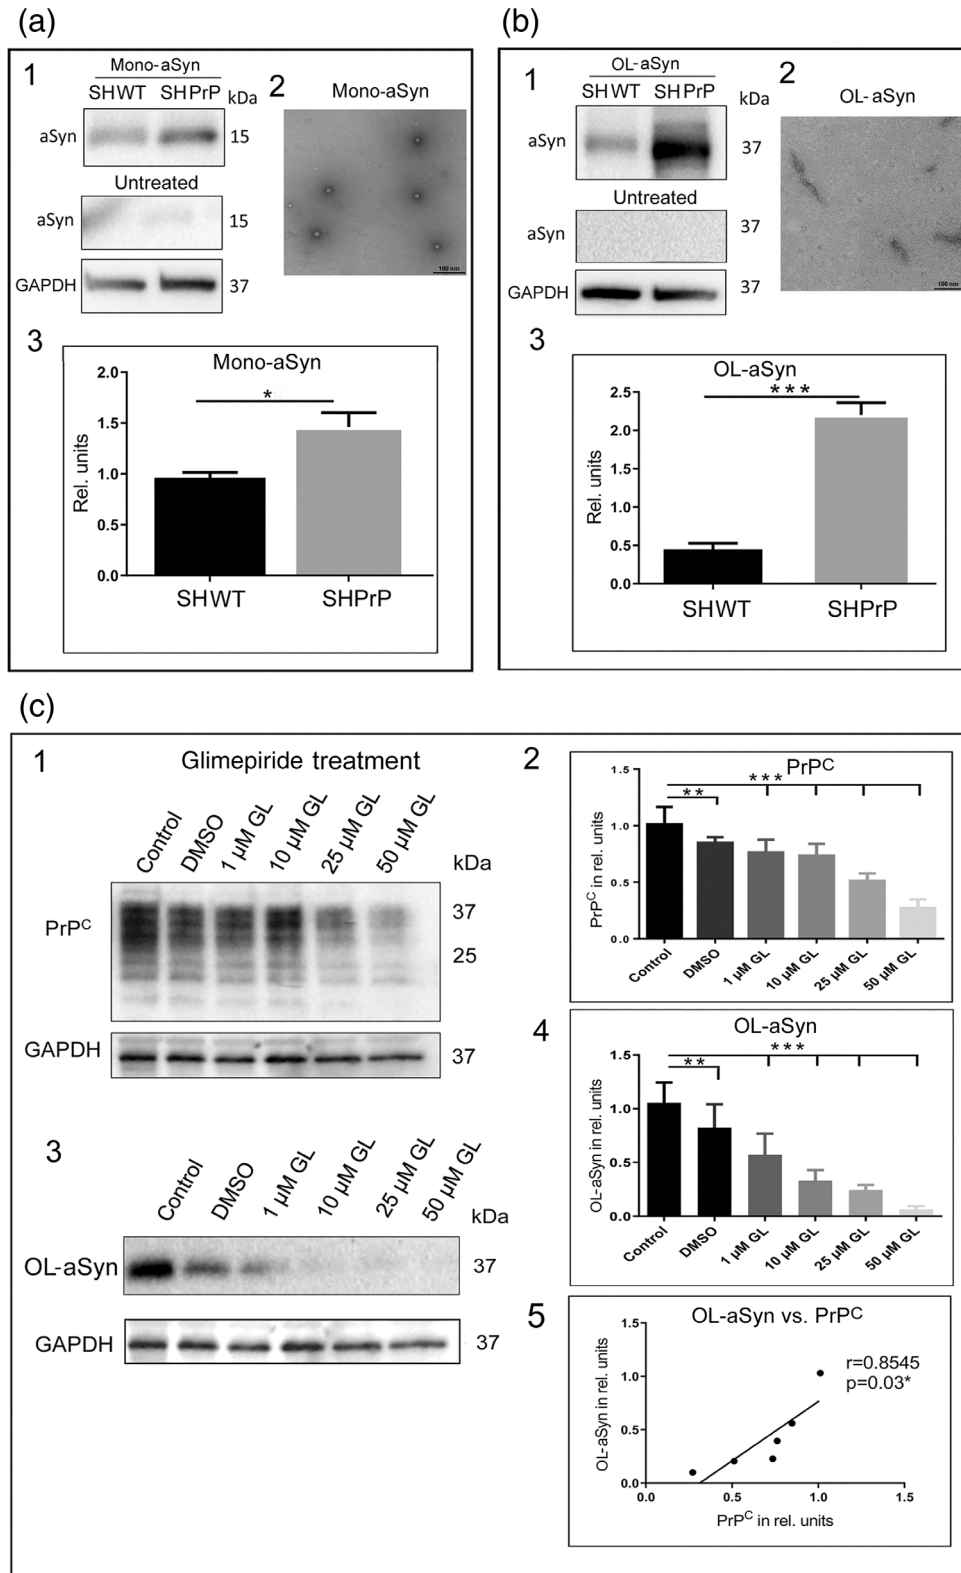 (a)
1
Mono-aSyn
SHWT SHPrP
kDa
aSyn
15
Untreated
aSyn
15
GAPDH
37
2
Mono-aSyn
100 nm
3
Mono-aSyn
*
Rel. units
2.0
1.5
1.0
0.5
0.0
SHWT
SHPrP
(b)
1
OL-aSyn
SHWT SHPrP
kDa
aSyn
37
Untreated
aSyn
37
GAPDH
37
2
OL-aSyn
100 nm
3
OL-aSyn
***
Rel. units
2.5
2.0
1.5
1.0
0.5
0.0
SHWT
SHPrP
(c)
1
Glimepiride treatment
Control
DMSO
1 µM GL
10 µM GL
25 µM GL
50 µM GL
kDa
PrPC
37
25
GAPDH
37
2
PrPC
***
**
PrPC in rel. units
1.5
1.0
0.5
0.0
Control
DMSO
1 µM GL
10 µM GL
25 µM GL
50 µM GL
3
Control
DMSO
1 µM GL
10 µM GL
25 µM GL
50 µM GL
kDa
OL-aSyn
37
GAPDH
37
4
OL-aSyn
***
**
OL-aSyn in rel. units
1.5
1.0
0.5
0.0
Control
DMSO
1 µM GL
10 µM GL
25 µM GL
50 µM GL
5
OL-aSyn vs. PrPC
r=0.8545
p=0.03*
OL-aSyn in rel. units
1.5
1.0
0.5
0.0
0.0 0.5 1.0 1.5
PrPC in rel. units